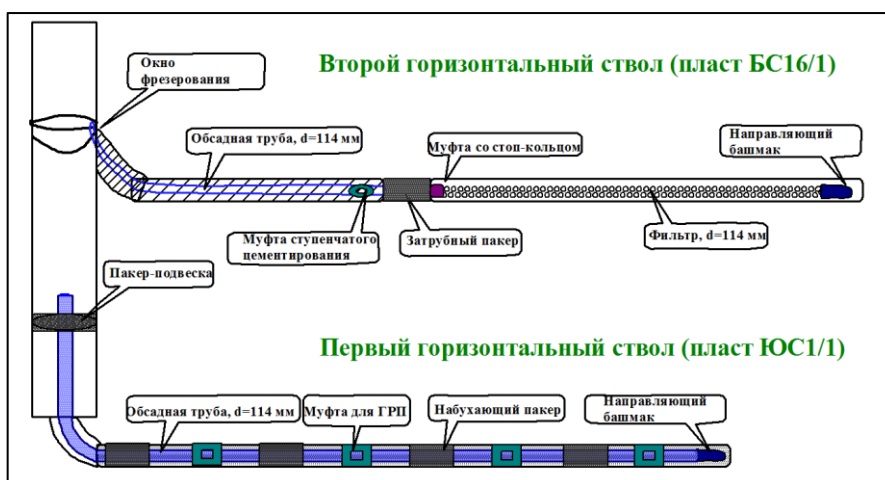 Второй горизонтальный ствол (пласт БС16/1)
Окно
фрезерования
Обсадная труба, d=114 мм
Муфта со стоп-кольцом
Направляющий
башмак
Муфта ступенчатого
цементирования
Затрубный пакер
Фильтр, d=114 мм
Пакер-подвеска
Первый горизонтальный ствол (пласт ЮС1/1)
Обсадная труба, d=114 мм
Муфта для ГРП
Набухающий пакер
Направляющий
башмак